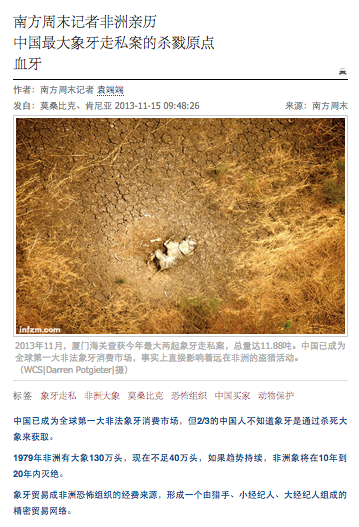 南方周末记者非洲亲历
中国最大象牙走私案的杀戮原点
血牙
作者：南方周末记者 袁端端
发自：莫桑比克、肯尼亚 2013-11-15 09:48:26 来源：南方周末
infzm.com
2013年11月，厦门海关查获今年最大两起象牙走私案，总量达11.88吨。中国已成为
全球第一大非法象牙消费市场，事实上直接影响着远在非洲的盗猎活动。
（WCS|Darren Potgieter|摄）
标签 象牙走私 非洲大象 莫桑比克 恐怖组织 中国买家 动物保护
中国已成为全球第一大非法象牙消费市场，但2/3的中国人不知道象牙是通过杀死大
象来获取。
1979年非洲有大象130万头，现在不足40万头，如果趋势持续，非洲象将在10年到
20年内灭绝。
象牙贸易成非洲恐怖组织的经费来源，形成一个由猎手、小经纪人、大经纪人组成的
精密贸易网络。